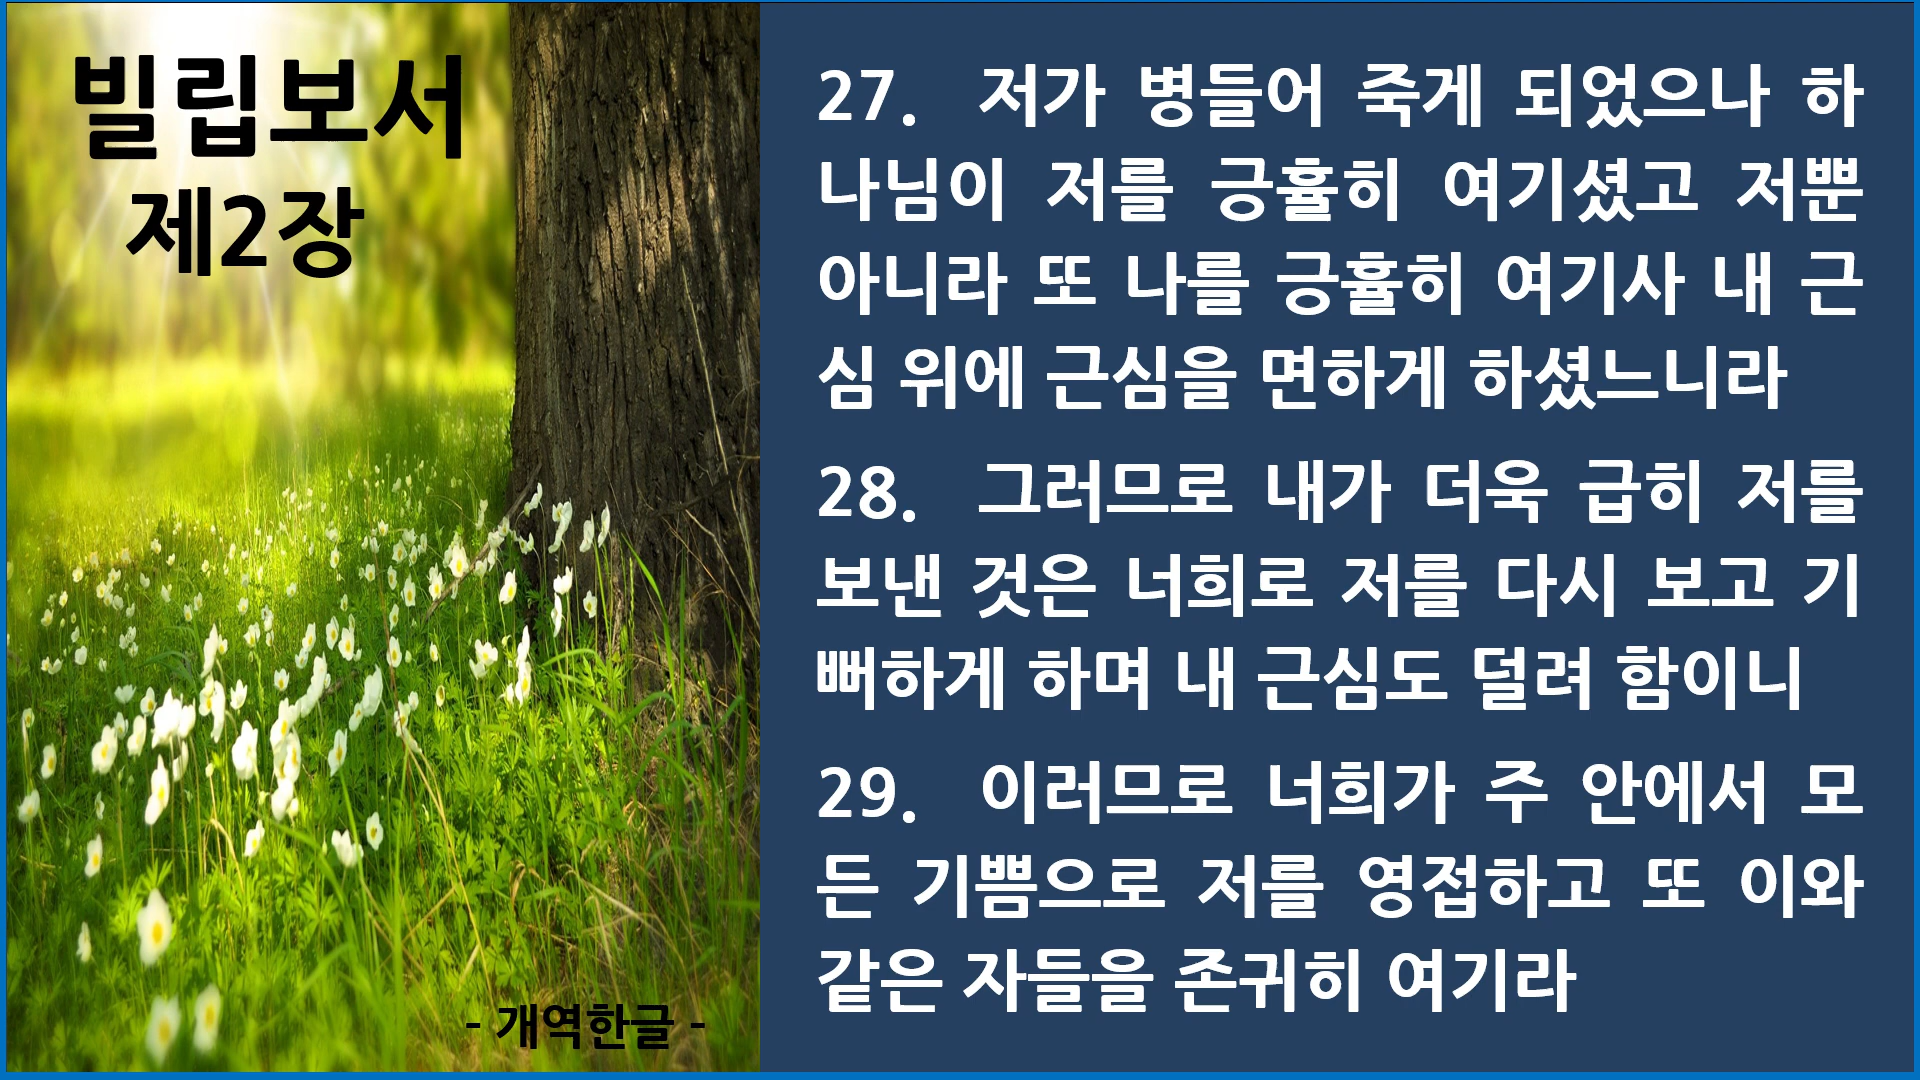 빌립보서
제2장
- 개역한글 -
27. 저가 병들어 죽게 되었으나 하
나님이 저를 긍휼히 여기셨고 저뿐
아니라 또 나를 긍휼히 여기사 내 근
심 위에 근심을 면하게 하셨느니라
28. 그러므로 내가 더욱 급히 저를
보낸 것은 너희로 저를 다시 보고 기
뻐하게 하며 내 근심도 덜려 함이니
29. 이러므로 너희가 주 안에서 모
든 기쁨으로 저를 영접하고 또 이와
같은 자들을 존귀히 여기라